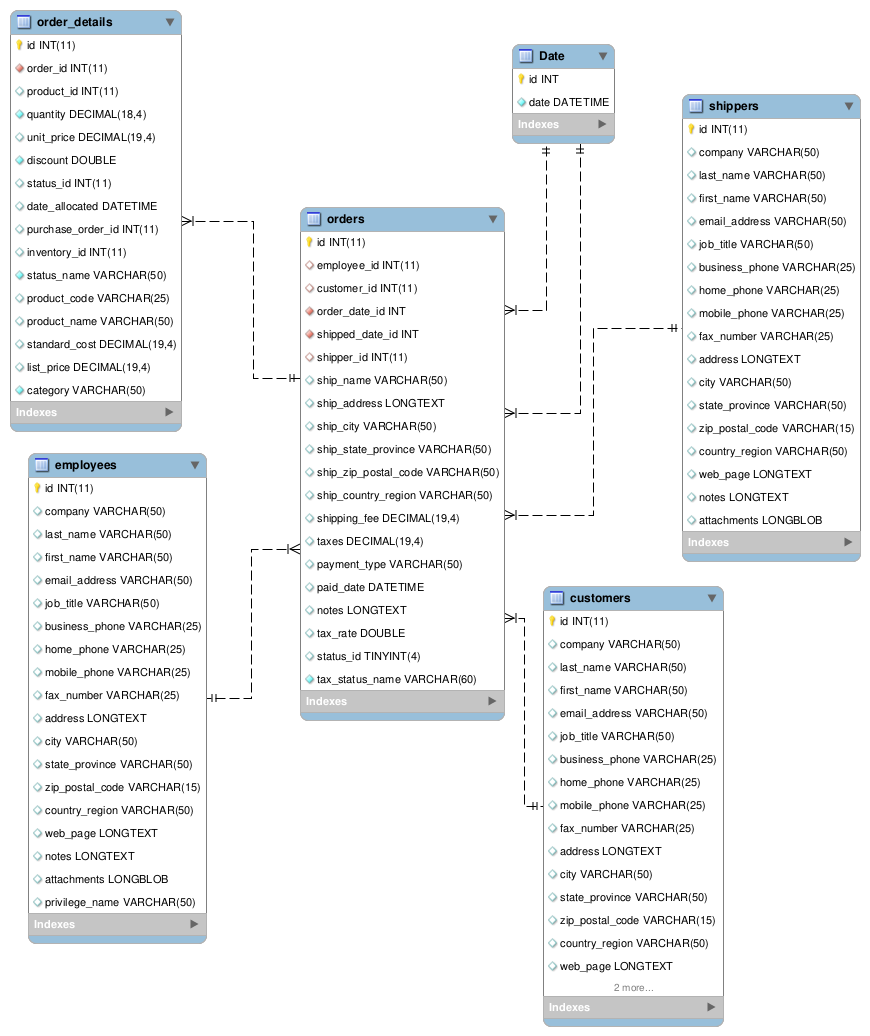 order_details
id INT(11)
order_id INT(11)
product_id INT(11)
quantity DECIMAL(18,4)
unit_price DECIMAL(19,4)
discount DOUBLE
status_id INT(11)
date_allocated DATETIME
purchase_order_id INT(11)
inventory_id INT(11)
status_name VARCHAR(50)
product_code VARCHAR(25)
product_name VARCHAR(50)
standard_cost DECIMAL(19,4)
list_price DECIMAL(19,4)
category VARCHAR(50)
Indexes
employees
id INT(11)
company VARCHAR(50)
last_name VARCHAR(50)
first_name VARCHAR(50)
email_address VARCHAR(50)
job_title VARCHAR(50)
business_phone VARCHAR(25)
home_phone VARCHAR(25)
mobile_phone VARCHAR(25)
fax_number VARCHAR(25)
address LONGTEXT
city VARCHAR(50)
state_province VARCHAR(50)
zip_postal_code VARCHAR(15)
country_region VARCHAR(50)
web_page LONGTEXT
notes LONGTEXT
attachments LONGBLOB
privilege_name VARCHAR(50)
Indexes
orders
id INT(11)
employee_id INT(11)
customer_id INT(11)
order_date_id INT
shipped_date_id INT
shipper_id INT(11)
ship_name VARCHAR(50)
ship_address LONGTEXT
ship_city VARCHAR(50)
ship_state_province VARCHAR(50)
ship_zip_postal_code VARCHAR(50)
ship_country_region VARCHAR(50)
shipping_fee DECIMAL(19,4)
taxes DECIMAL(19,4)
payment_type VARCHAR(50)
paid_date DATETIME
notes LONGTEXT
tax_rate DOUBLE
status_id TINYINT(4)
tax_status_name VARCHAR(60)
Indexes
Date
id INT
date DATETIME
Indexes
shippers
id INT(11)
company VARCHAR(50)
last_name VARCHAR(50)
first_name VARCHAR(50)
email_address VARCHAR(50)
job_title VARCHAR(50)
business_phone VARCHAR(25)
home_phone VARCHAR(25)
mobile_phone VARCHAR(25)
fax_number VARCHAR(25)
address LONGTEXT
city VARCHAR(50)
state_province VARCHAR(50)
zip_postal_code VARCHAR(15)
country_region VARCHAR(50)
web_page LONGTEXT
notes LONGTEXT
attachments LONGBLOB
Indexes
customers
id INT(11)
company VARCHAR(50)
last_name VARCHAR(50)
first_name VARCHAR(50)
email_address VARCHAR(50)
job_title VARCHAR(50)
business_phone VARCHAR(25)
home_phone VARCHAR(25)
mobile_phone VARCHAR(25)
fax_number VARCHAR(25)
address LONGTEXT
city VARCHAR(50)
state_province VARCHAR(50)
zip_postal_code VARCHAR(15)
country_region VARCHAR(50)
web_page LONGTEXT
2 more...
Indexes